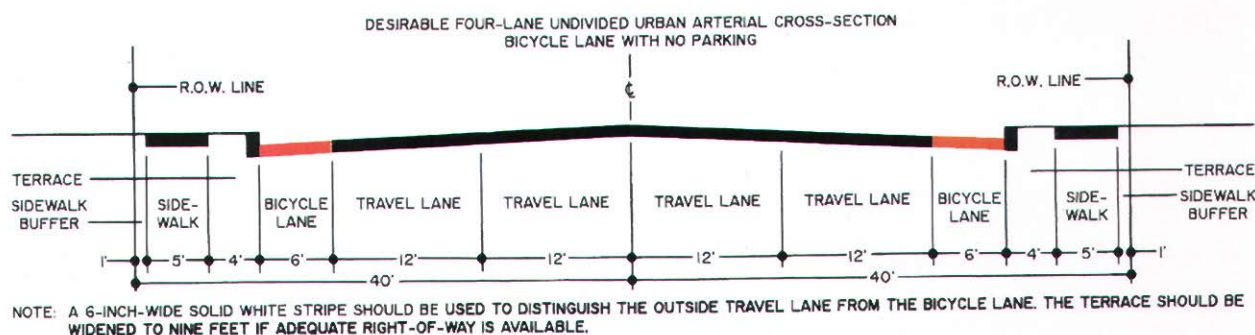 DESIRABLE FOUR-LANE UNDIVIDED URBAN ARTERIAL CROSS-SECTION
BICYCLE LANE WITH NO PARKING
R.O.W. LINE
℄
R.O.W. LINE
TERRACE
SIDEWALK
BUFFER
SIDE-
WALK
BICYCLE
LANE
TRAVEL LANE
TRAVEL LANE
TRAVEL LANE
TRAVEL LANE
BICYCLE
LANE
SIDE-
WALK
TERRACE
SIDEWALK
BUFFER
1' 5' 4' 6' 12' 12' 12' 12' 6' 4' 5' 1'
40' 40'
NOTE: A 6-INCH-WIDE SOLID WHITE STRIPE SHOULD BE USED TO DISTINGUISH THE OUTSIDE TRAVEL LANE FROM THE BICYCLE LANE. THE TERRACE SHOULD BE
WIDENED TO NINE FEET IF ADEQUATE RIGHT-OF-WAY IS AVAILABLE.